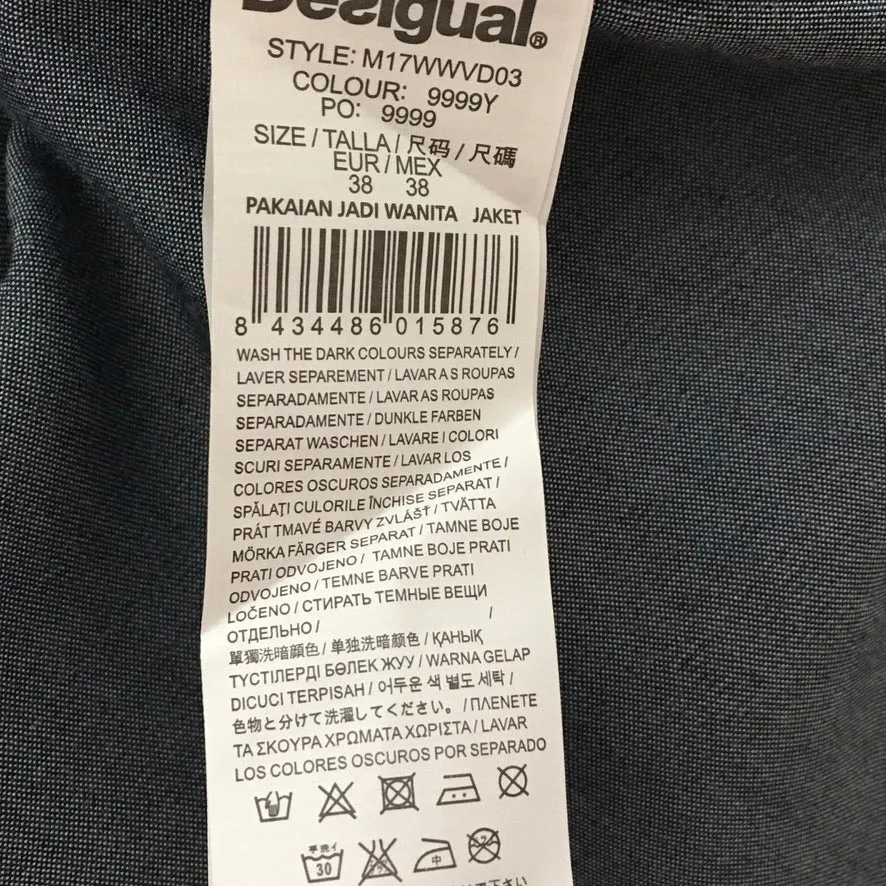 Desigual®
STYLE: M17WWVD03
COLOUR: 9999Y
PO: 9999
SIZE / TALLA / 尺码 / 尺碼
EUR / MEX
38 38
PAKAIAN JADI WANITA JAKET
8 434486 015876
WASH THE DARK COLOURS SEPARATELY /
LAVER SEPAREMENT / LAVAR A S ROUPAS
SEPARADAMENTE / LAVAR AS ROUPAS
SEPARADAMENTE / DUNKLE FARBEN
SEPARAT WASCHEN / LAVARE I COLORI
SCURI SEPARAMENTE / LAVAR LOS
COLORES OSCUROS SEPARADAMENTE /
SPĂLAȚI CULORILE ÎNCHISE SEPARAT /
PRÁT TMAVÉ BARVY ZVLÁŠŤ / TVÄTTA
MÖRKA FÄRGER SEPARAT / TAMNE BOJE
PRATI ODVOJENO / TAMNE BOJE PRATI
ODVOJENO / TEMNE BARVE PRATI
LOČENO / СТИРАТЬ ТЕМНЫЕ ВЕЩИ
ОТДЕЛЬНО / /
單獨洗暗顏色 / 单独洗暗颜色 / ҚАНЫҚ
ТҮСТІЛЕРДІ БӨЛЕК ЖУУ / WARNA GELAP
DICUCI TERPISAH / 어두운 색 별도 세탁 /
色物と分けて洗濯してください。 / ΠΛΕΝΕΤΕ
ΤΑ ΣΚΟΥΡΑ ΧΡΩΜΑΤΑ ΧΩΡΙΣΤΑ / LAVAR
LOS COLORES OSCUROS POR SEPARADO
手洗イ
30
中